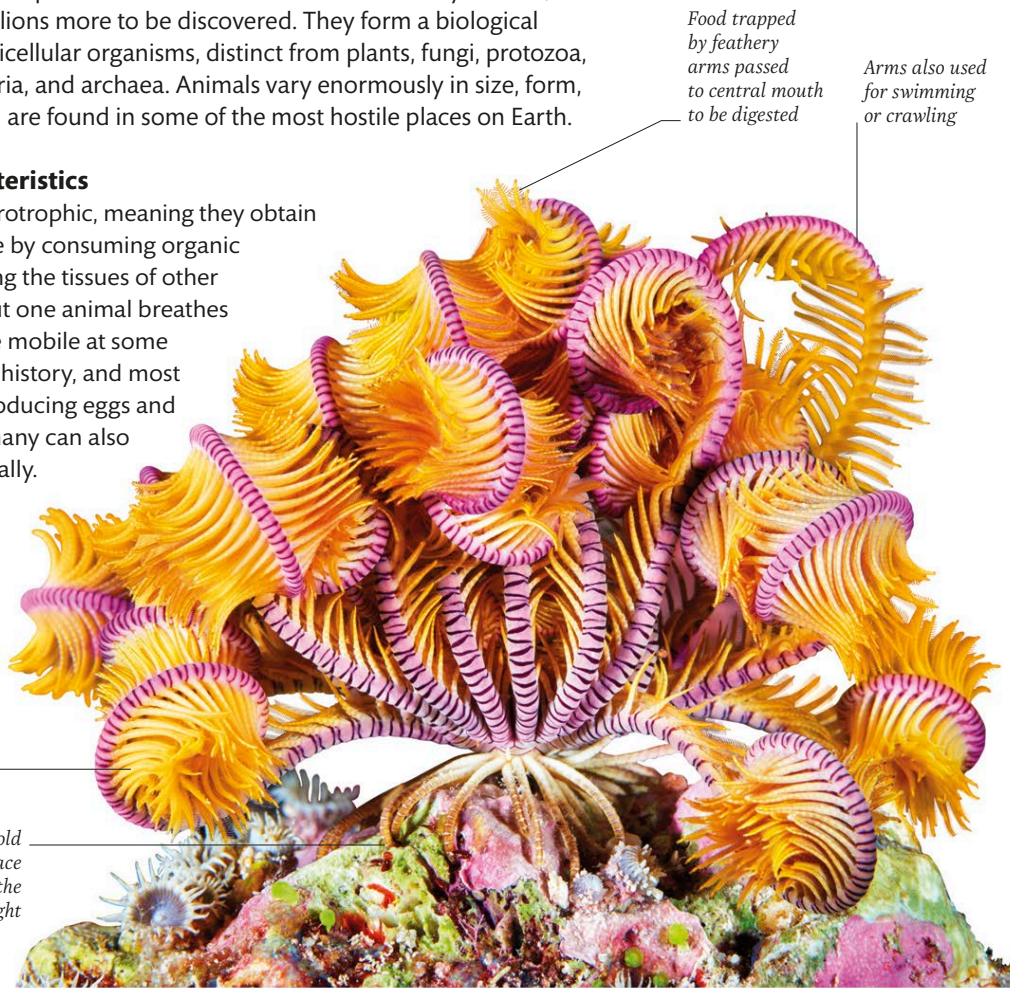 lions more to be discovered. They form a biological
icellular organisms, distinct from plants, fungi, protozoa,
ria, and archaea. Animals vary enormously in size, form,
are found in some of the most hostile places on Earth.
teristics
rotrophic, meaning they obtain
e by consuming organic
ng the tissues of other
ut one animal breathes
e mobile at some
history, and most
oducing eggs and
many can also
ally.
Food trapped
by feathery
arms passed
to central mouth
to be digested
Arms also used
for swimming
or crawling
old
ace
the
ght